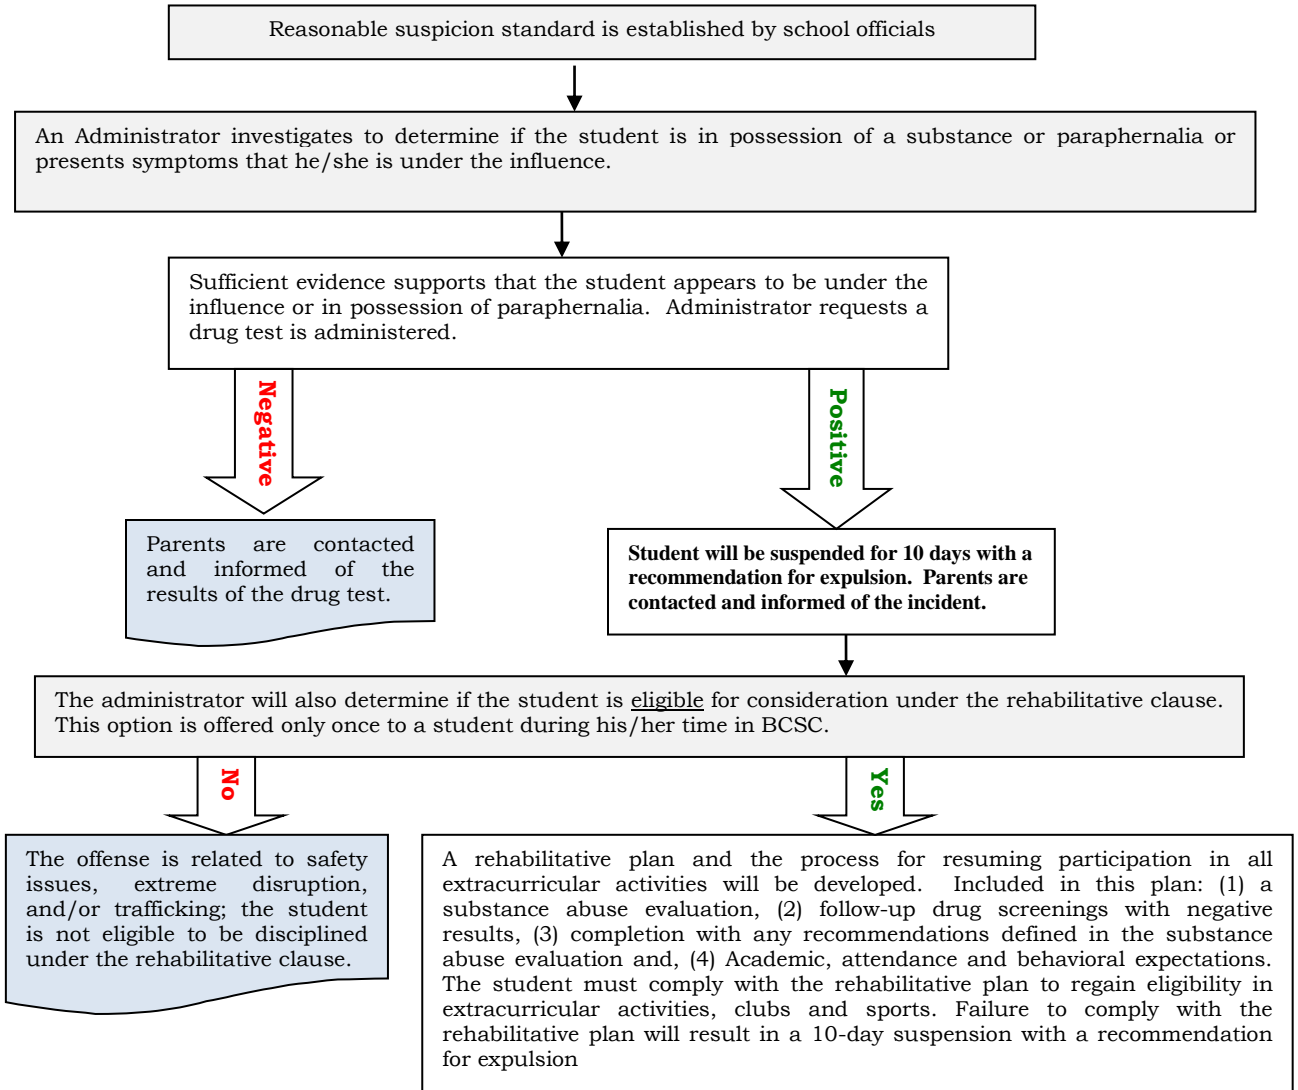 Reasonable suspicion standard is established by school officials
An Administrator investigates to determine if the student is in possession of a substance or paraphernalia or
presents symptoms that he/she is under the influence.
Sufficient evidence supports that the student appears to be under the
influence or in possession of paraphernalia.  Administrator requests a
drug test is administered.
Negative
Positive
Parents are contacted
and informed of the
results of the drug test.
Student will be suspended for 10 days with a
recommendation for expulsion.  Parents are
contacted and informed of the incident.
The administrator will also determine if the student is eligible for consideration under the rehabilitative clause.
This option is offered only once to a student during his/her time in BCSC.
No
Yes
The offense is related to safety
issues, extreme disruption,
and/or trafficking; the student
is not eligible to be disciplined
under the rehabilitative clause.
A rehabilitative plan and the process for resuming participation in all
extracurricular activities will be developed.  Included in this plan: (1) a
substance abuse evaluation, (2) follow-up drug screenings with negative
results, (3) completion with any recommendations defined in the substance
abuse evaluation and, (4) Academic, attendance and behavioral expectations.
The student must comply with the rehabilitative plan to regain eligibility in
extracurricular activities, clubs and sports. Failure to comply with the
rehabilitative plan will result in a 10-day suspension with a recommendation
for expulsion